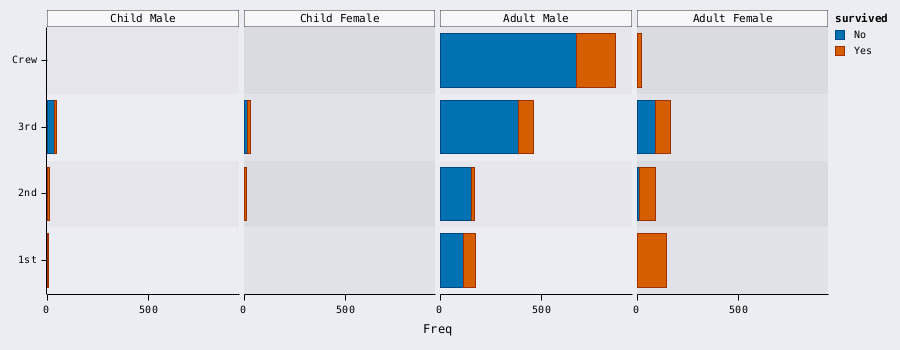 Child Male Child Female Adult Male Adult Female survived
No
Yes
Crew
3rd
2nd
1st
0 500 0 500 0 500 0 500
Freq